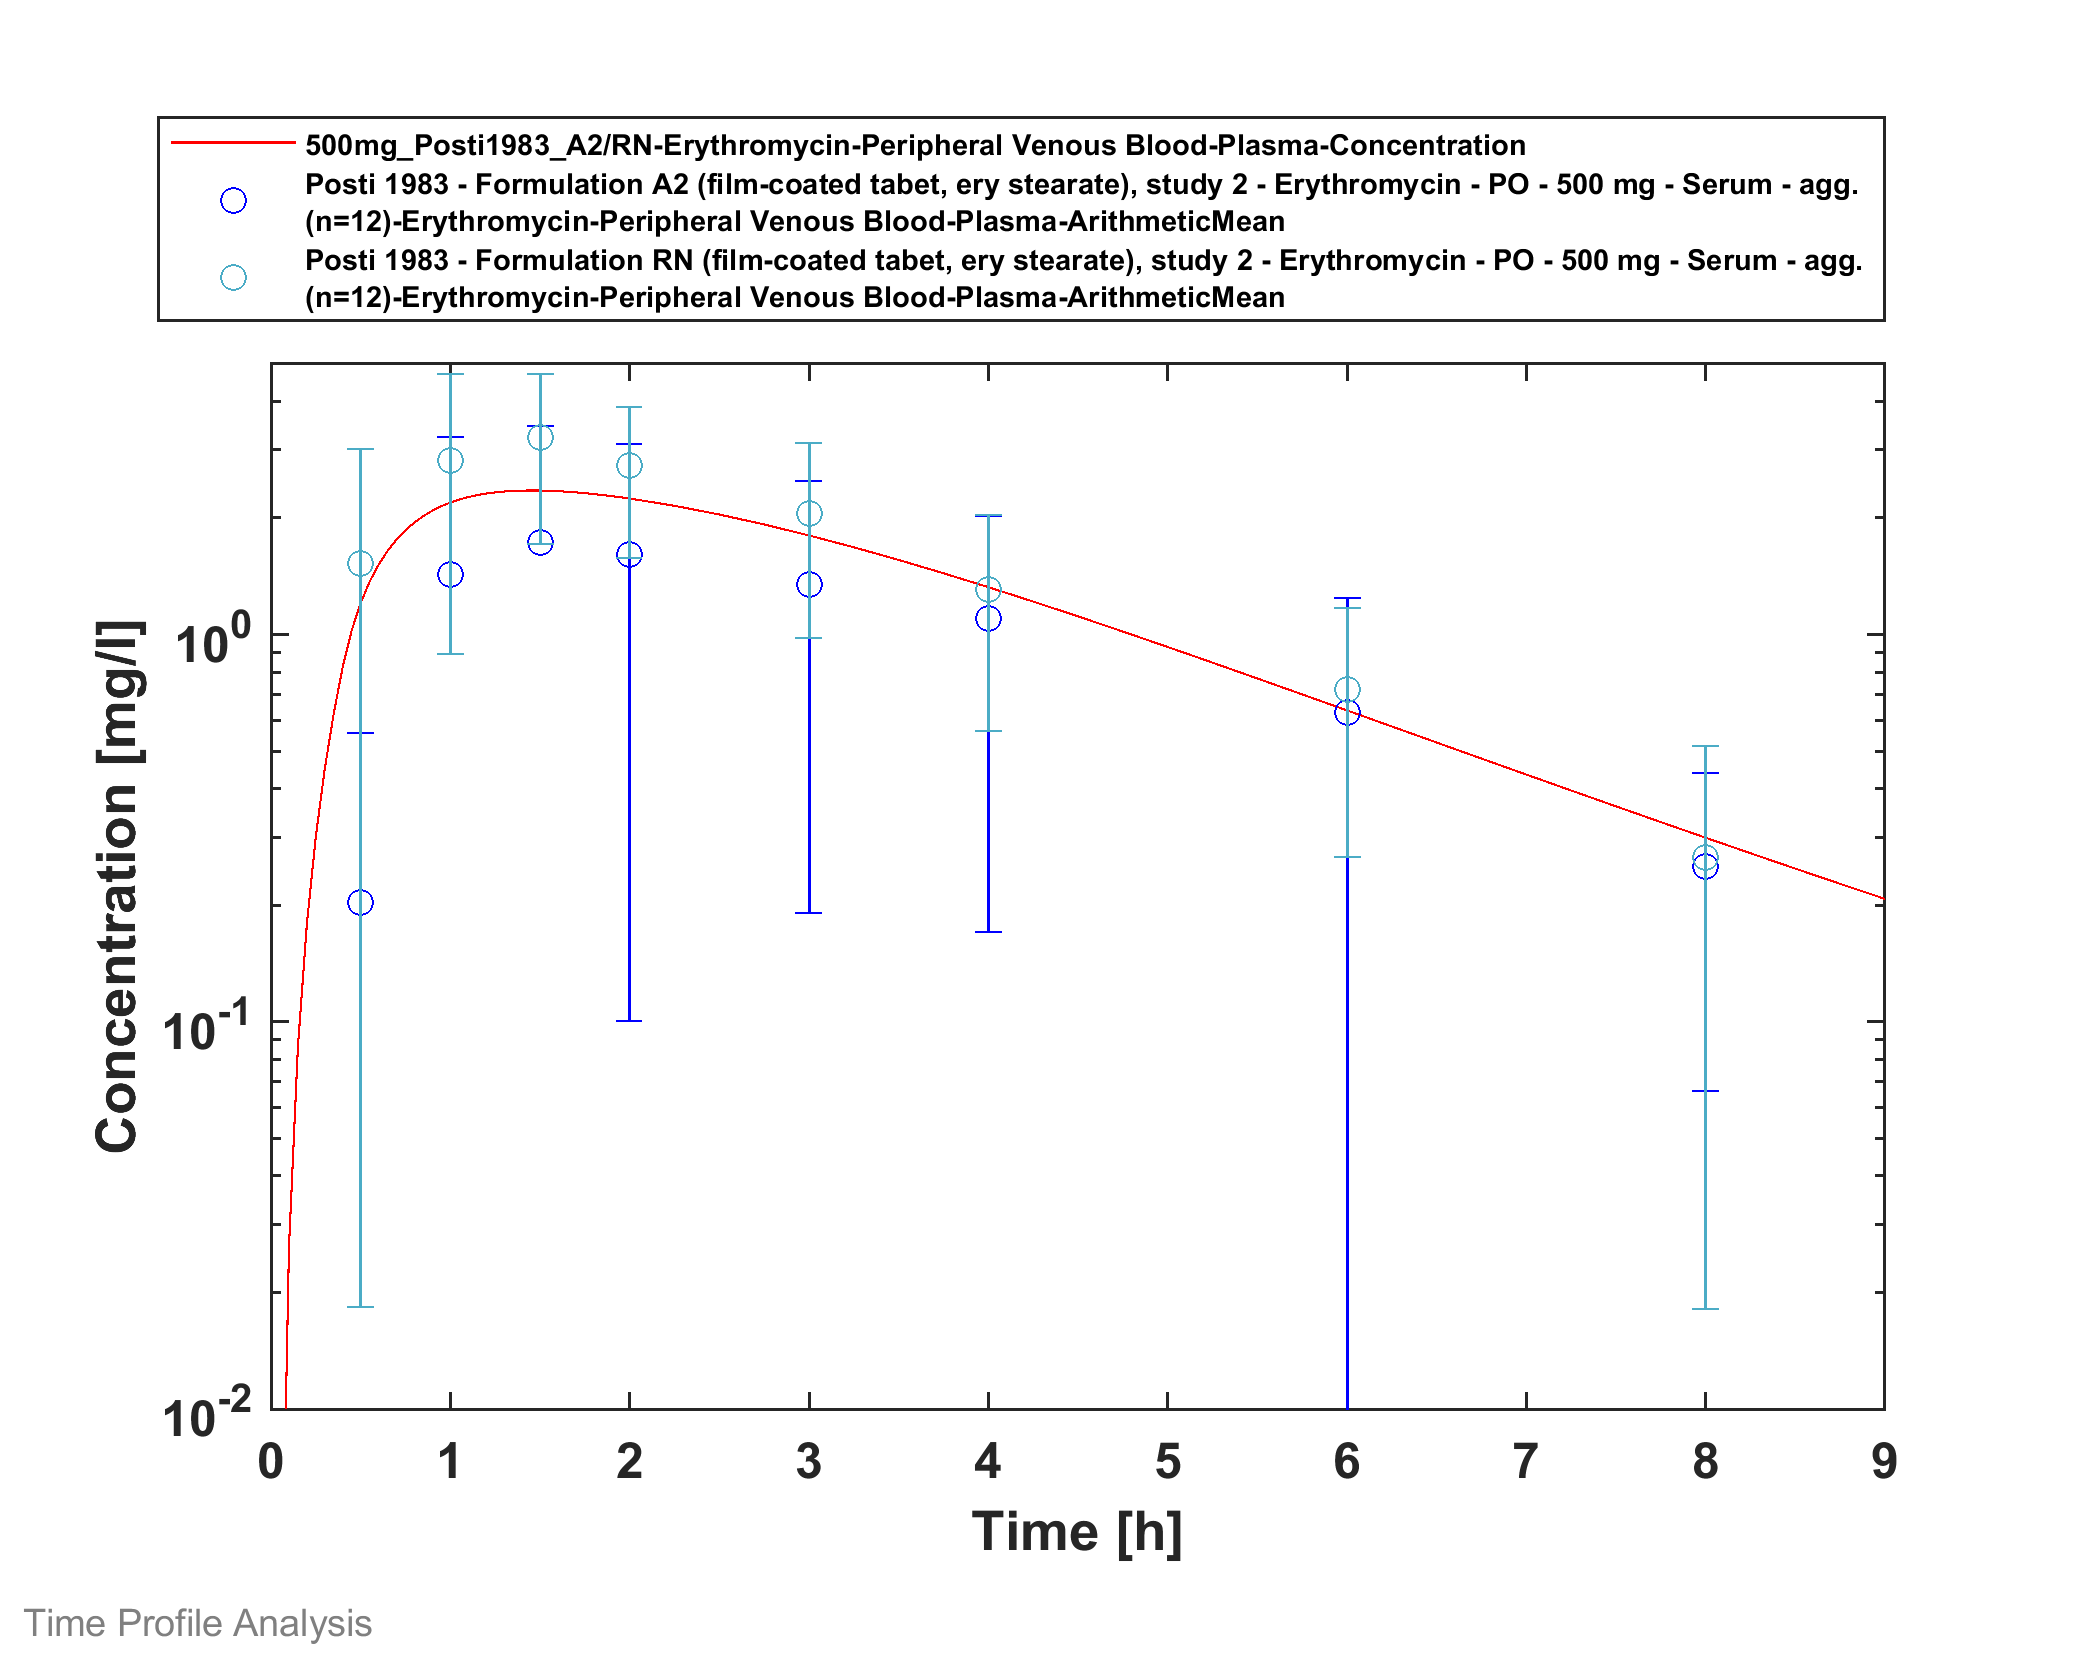 500mg_Posti1983_A2/RN-Erythromycin-Peripheral Venous Blood-Plasma-Concentration
Posti 1983 - Formulation A2 (film-coated tabet, ery stearate), study 2 - Erythromycin - PO - 500 mg - Serum - agg.
(n=12)-Erythromycin-Peripheral Venous Blood-Plasma-ArithmeticMean
Posti 1983 - Formulation RN (film-coated tabet, ery stearate), study 2 - Erythromycin - PO - 500 mg - Serum - agg.
(n=12)-Erythromycin-Peripheral Venous Blood-Plasma-ArithmeticMean
Concentration [mg/l]
10^0
10^-1
10^-2
0 1 2 3 4 5 6 7 8 9
Time [h]
Time Profile Analysis